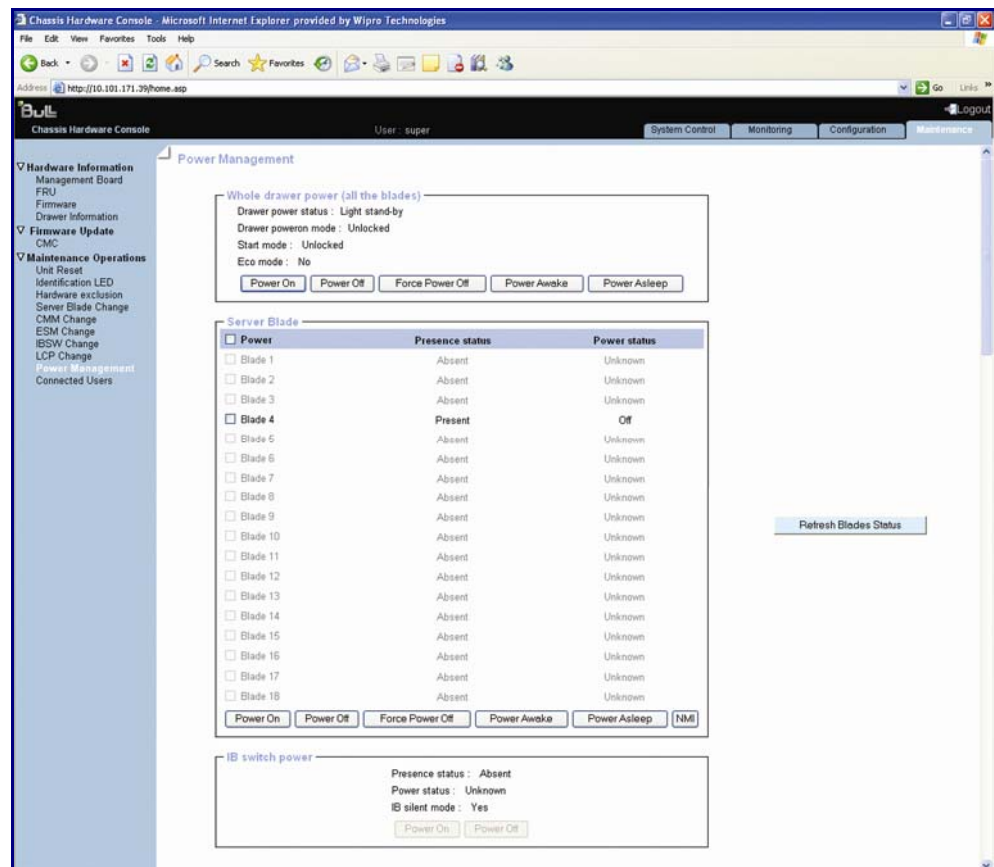 Chassis Hardware Console - Microsoft Internet Explorer provided by Wipro Technologies
File Edit View Favorites Tools Help
Back Search Favorites
Address http://10.101.171.39/home.asp Go Links »
Bull Logout
Chassis Hardware Console User : super System Control Monitoring Configuration Maintenance
Hardware Information
Management Board
FRU
Firmware
Drawer Information
Firmware Update
CMC
Maintenance Operations
Unit Reset
Identification LED
Hardware exclusion
Server Blade Change
CMM Change
ESM Change
IBSW Change
LCP Change
Power Management
Connected Users
Power Management
Whole drawer power (all the blades)
Drawer power status : Light stand-by
Drawer poweron mode : Unlocked
Start mode : Unlocked
Eco mode : No
Power On Power Off Force Power Off Power Awake Power Asleep
Server Blade
Power Presence status Power status
Blade 1 Absent Unknown
Blade 2 Absent Unknown
Blade 3 Absent Unknown
Blade 4 Present Off
Blade 5 Absent Unknown
Blade 6 Absent Unknown
Blade 7 Absent Unknown
Blade 8 Absent Unknown
Blade 9 Absent Unknown
Blade 10 Absent Unknown
Blade 11 Absent Unknown
Blade 12 Absent Unknown
Blade 13 Absent Unknown
Blade 14 Absent Unknown
Blade 15 Absent Unknown
Blade 16 Absent Unknown
Blade 17 Absent Unknown
Blade 18 Absent Unknown
Power On Power Off Force Power Off Power Awake Power Asleep NMI
Refresh Blades Status
IB switch power
Presence status : Absent
Power status : Unknown
IB silent mode : Yes
Power On Power Off